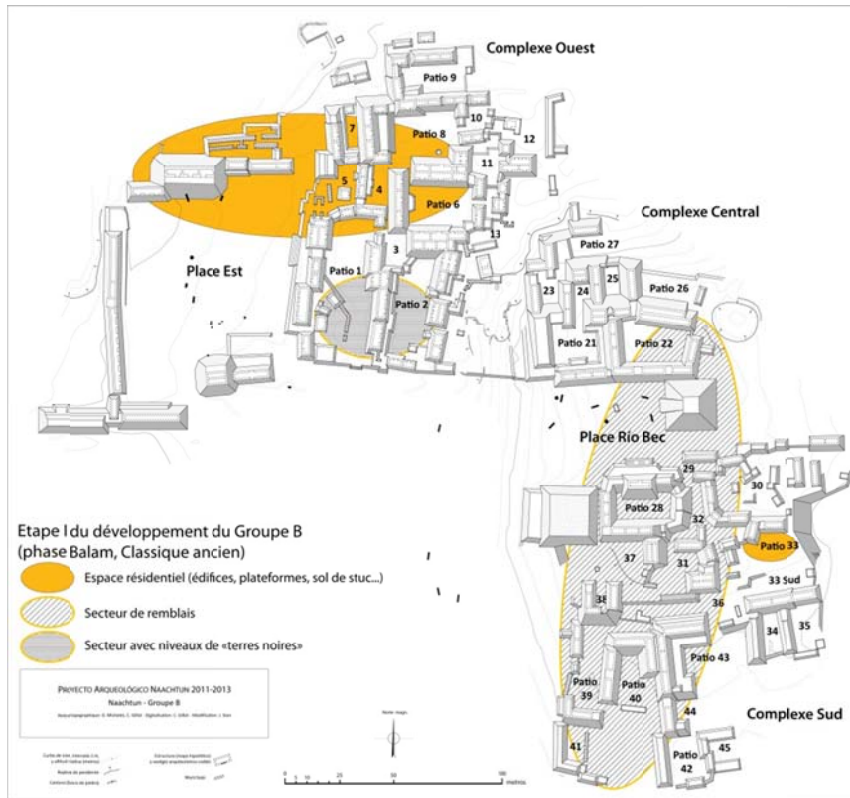 Complexe Ouest
Patio 9
10
12
7
Patio 8
11
5
4
Patio 6
13
Complexe Central
3
Patio 27
Place Est
Patio 1
25
23
24
Patio 26
Patio 2
Patio 21
Patio 22
Place Río Bec
29
30
Patio 28
32
Etape I du développement du Groupe B
(phase Balam, Classique ancien)
Patio 33
37
31
Espace résidentiel (édifices, plateformes, sol de stuc...)
33 Sud
38
36
Secteur de remblais
34
35
Secteur avec niveaux de «terres noires»
Patio 43
Patio 39
Patio 40
PROYECTO ARQUEOLÓGICO NAACHTUN 2011-2013
Naachtun - Groupe B
44
Complexe Sud
41
Patio 42
45
0 5 10 50 100
metros